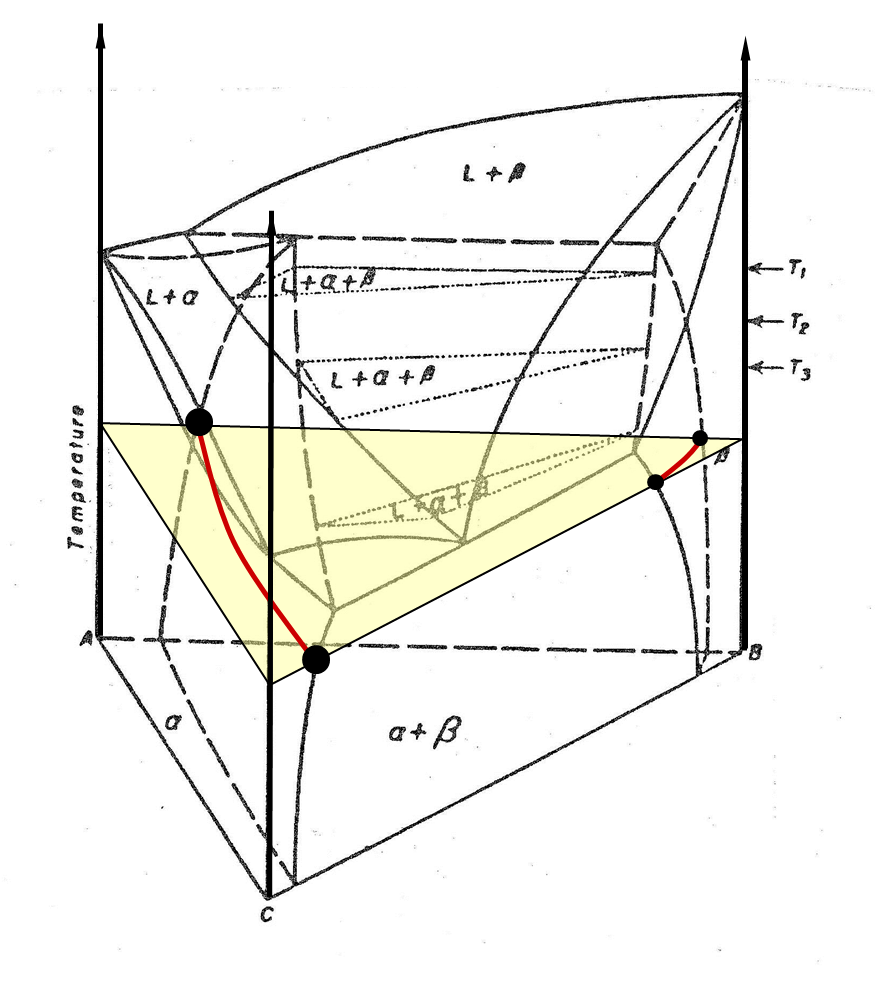 L + β
T₁
L + α + β
L + α
T₂
T₃
L + α + β
Temperature
β
L + α + β
A
B
α
α + β
C